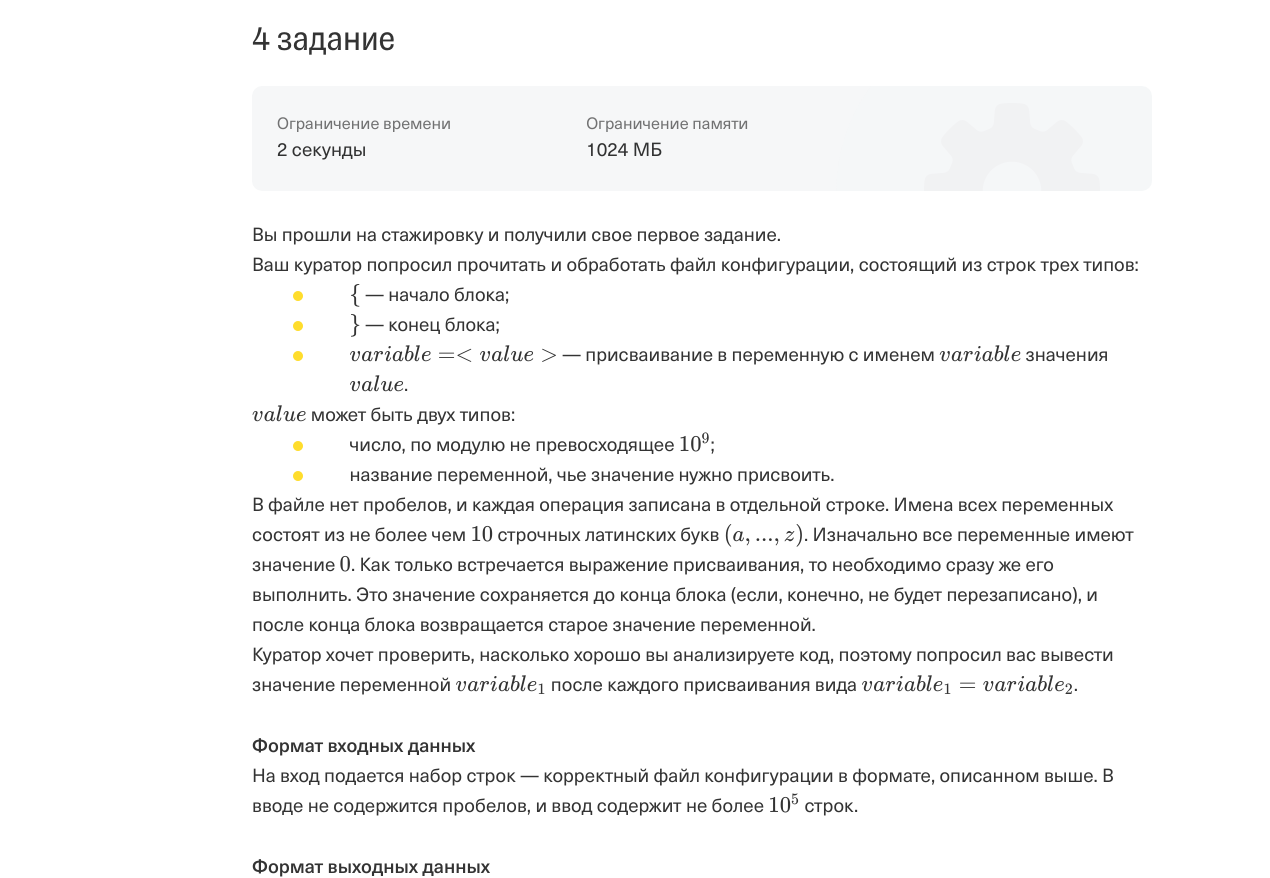 4 задание
Ограничение времени
Ограничение памяти
2 секунды
1024 МБ
Вы прошли на стажировку и получили свое первое задание.
Ваш куратор попросил прочитать и обработать файл конфигурации, состоящий из строк трех типов:
{ — начало блока;
} — конец блока;
variable =< value > — присваивание в переменную с именем variable значения
value.
value может быть двух типов:
число, по модулю не превосходящее 10⁹;
название переменной, чье значение нужно присвоить.
В файле нет пробелов, и каждая операция записана в отдельной строке. Имена всех переменных
состоят из не более чем 10 строчных латинских букв (a, ..., z). Изначально все переменные имеют
значение 0. Как только встречается выражение присваивания, то необходимо сразу же его
выполнить. Это значение сохраняется до конца блока (если, конечно, не будет перезаписано), и
после конца блока возвращается старое значение переменной.
Куратор хочет проверить, насколько хорошо вы анализируете код, поэтому попросил вас вывести
значение переменной variable₁ после каждого присваивания вида variable₁ = variable₂.
Формат входных данных
На вход подается набор строк — корректный файл конфигурации в формате, описанном выше. В
вводе не содержится пробелов, и ввод содержит не более 10⁵ строк.
Формат выходных данных